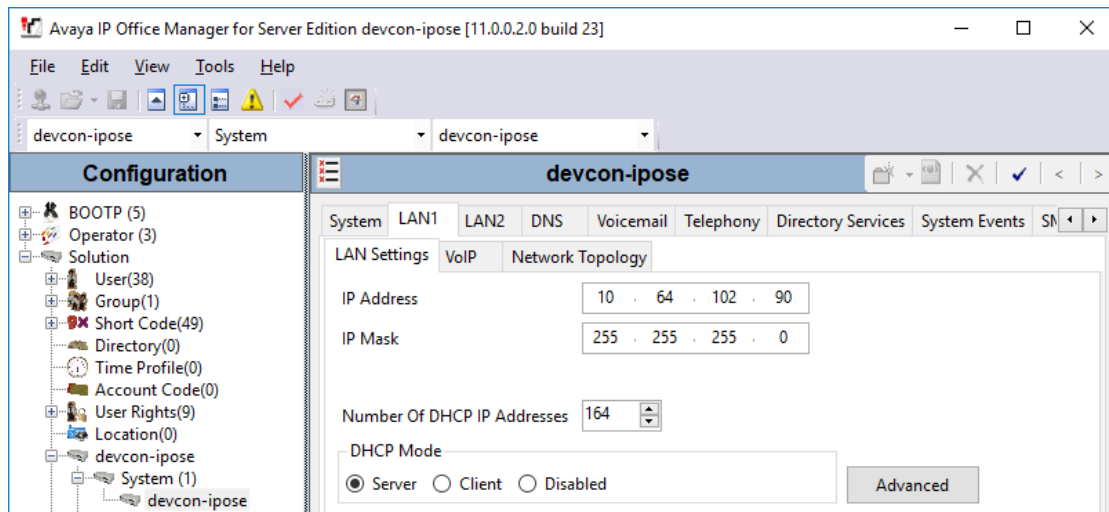 Avaya IP Office Manager for Server Edition devcon-ipose [11.0.0.2.0 build 23]
File Edit View Tools Help
devcon-ipose System devcon-ipose
Configuration
BOOTP (5)
Operator (3)
Solution
User(38)
Group(1)
Short Code(49)
Directory(0)
Time Profile(0)
Account Code(0)
User Rights(9)
Location(0)
devcon-ipose
System (1)
devcon-ipose
devcon-ipose
System LAN1 LAN2 DNS Voicemail Telephony Directory Services System Events
LAN Settings VoIP Network Topology
IP Address 10 . 64 . 102 . 90
IP Mask 255 . 255 . 255 . 0
Number Of DHCP IP Addresses 164
DHCP Mode
Server Client Disabled
Advanced